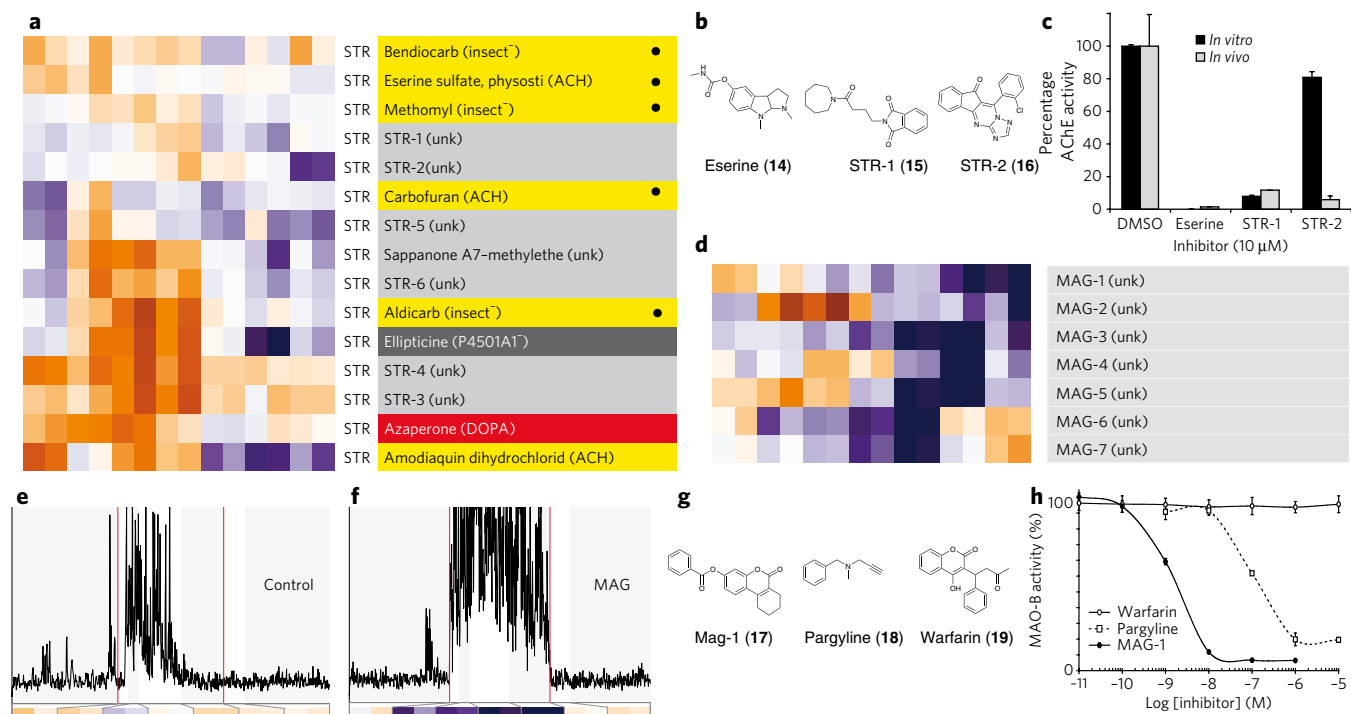 a
STR Bendiocarb (insect⁻)
STR Eserine sulfate, physosti (ACH)
STR Methomyl (insect⁻)
STR STR-1 (unk)
STR STR-2(unk)
STR Carbofuran (ACH)
STR STR-5 (unk)
STR Sappanone A7–methylethe (unk)
STR STR-6 (unk)
STR Aldicarb (insect⁻)
STR Ellipticine (P4501A1⁻)
STR STR-4 (unk)
STR STR-3 (unk)
STR Azaperone (DOPA)
STR Amodiaquin dihydrochlorid (ACH)
b
H
N
O
O
N
N
Eserine (14)
N
O
N
O
O
STR-1 (15)
O
Cl
N
N
N
N
STR-2 (16)
c
In vitro
In vivo
Percentage
AChE activity
100
80
60
40
20
0
DMSO Eserine STR-1 STR-2
Inhibitor (10 μM)
d
MAG-1 (unk)
MAG-2 (unk)
MAG-3 (unk)
MAG-4 (unk)
MAG-5 (unk)
MAG-6 (unk)
MAG-7 (unk)
e
Control
f
MAG
g
O
O
O
O
Mag-1 (17)
N
Pargyline (18)
O
O
OH
O
Warfarin (19)
h
MAO-B activity (%)
100
0
Warfarin
Pargyline
MAG-1
–11 –10 –9 –8 –7 –6 –5
Log [inhibitor] (M)